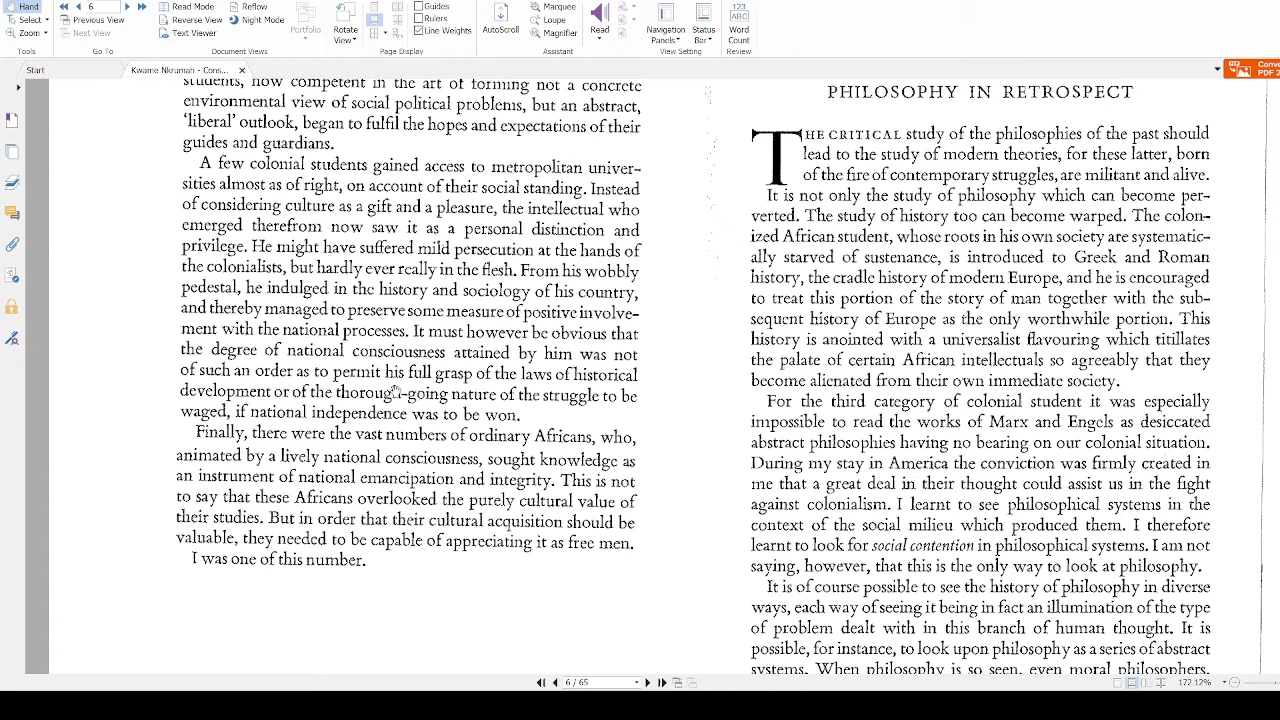 Hand
6
Read Mode
Reflow
Guides
Marquee
123
Select
Previous View
Reverse View
Night Mode
Rulers
Loupe
ABC
Zoom
Next View
Text Viewer
Portfolio
Rotate
View
Line Weights
AutoScroll
Magnifier
Read
Navigation
Panels
Status
Bar
Word
Count
Tools
Go To
Document Views
Page Display
Assistant
View Setting
Review
Start
Kwame Nkrumah - Cons...
Conve
PDF 2
students, now competent in the art of forming not a concrete
environmental view of social political problems, but an abstract,
'liberal' outlook, began to fulfil the hopes and expectations of their
guides and guardians.
A few colonial students gained access to metropolitan univer-
sities almost as of right, on account of their social standing. Instead
of considering culture as a gift and a pleasure, the intellectual who
emerged therefrom now saw it as a personal distinction and
privilege. He might have suffered mild persecution at the hands of
the colonialists, but hardly ever really in the flesh. From his wobbly
pedestal, he indulged in the history and sociology of his country,
and thereby managed to preserve some measure of positive involve-
ment with the national processes. It must however be obvious that
the degree of national consciousness attained by him was not
of such an order as to permit his full grasp of the laws of historical
development or of the thorough-going nature of the struggle to be
waged, if national independence was to be won.
Finally, there were the vast numbers of ordinary Africans, who,
animated by a lively national consciousness, sought knowledge as
an instrument of national emancipation and integrity. This is not
to say that these Africans overlooked the purely cultural value of
their studies. But in order that their cultural acquisition should be
valuable, they needed to be capable of appreciating it as free men.
I was one of this number.
PHILOSOPHY IN RETROSPECT
THE CRITICAL study of the philosophies of the past should
lead to the study of modern theories, for these latter, born
of the fire of contemporary struggles, are militant and alive.
It is not only the study of philosophy which can become per-
verted. The study of history too can become warped. The colon-
ized African student, whose roots in his own society are systematic-
ally starved of sustenance, is introduced to Greek and Roman
history, the cradle history of modern Europe, and he is encouraged
to treat this portion of the story of man together with the sub-
sequent history of Europe as the only worthwhile portion. This
history is anointed with a universalist flavouring which titillates
the palate of certain African intellectuals so agreeably that they
become alienated from their own immediate society.
For the third category of colonial student it was especially
impossible to read the works of Marx and Engels as desiccated
abstract philosophies having no bearing on our colonial situation.
During my stay in America the conviction was firmly created in
me that a great deal in their thought could assist us in the fight
against colonialism. I learnt to see philosophical systems in the
context of the social milieu which produced them. I therefore
learnt to look for social contention in philosophical systems. I am not
saying, however, that this is the only way to look at philosophy.
It is of course possible to see the history of philosophy in diverse
ways, each way of seeing it being in fact an illumination of the type
of problem dealt with in this branch of human thought. It is
possible, for instance, to look upon philosophy as a series of abstract
systems. When philosophy is so seen, even moral philosophers,
6 / 65
172.12%